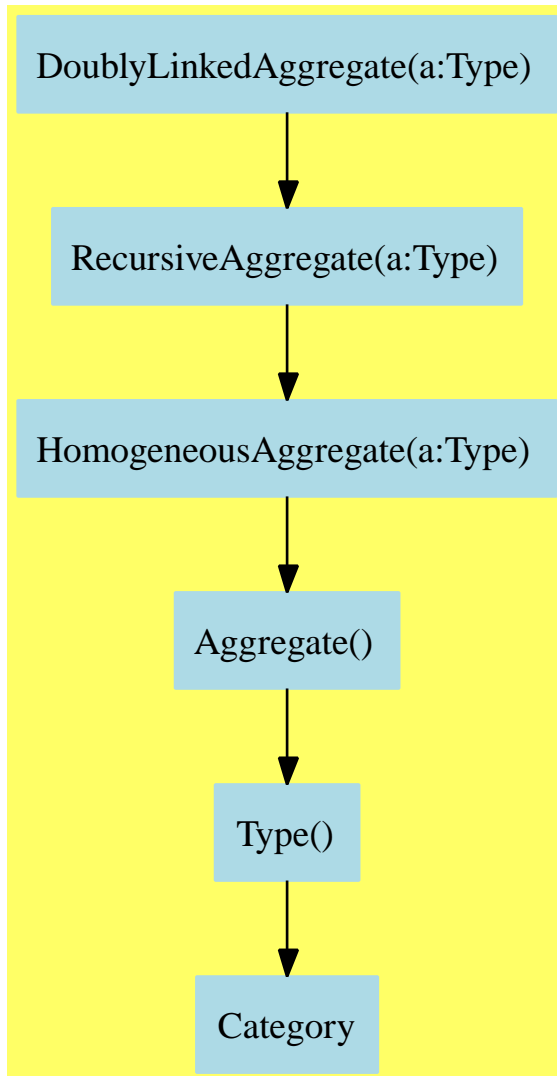 DoublyLinkedAggregate(a:Type)
RecursiveAggregate(a:Type)
HomogeneousAggregate(a:Type)
Aggregate()
Type()
Category